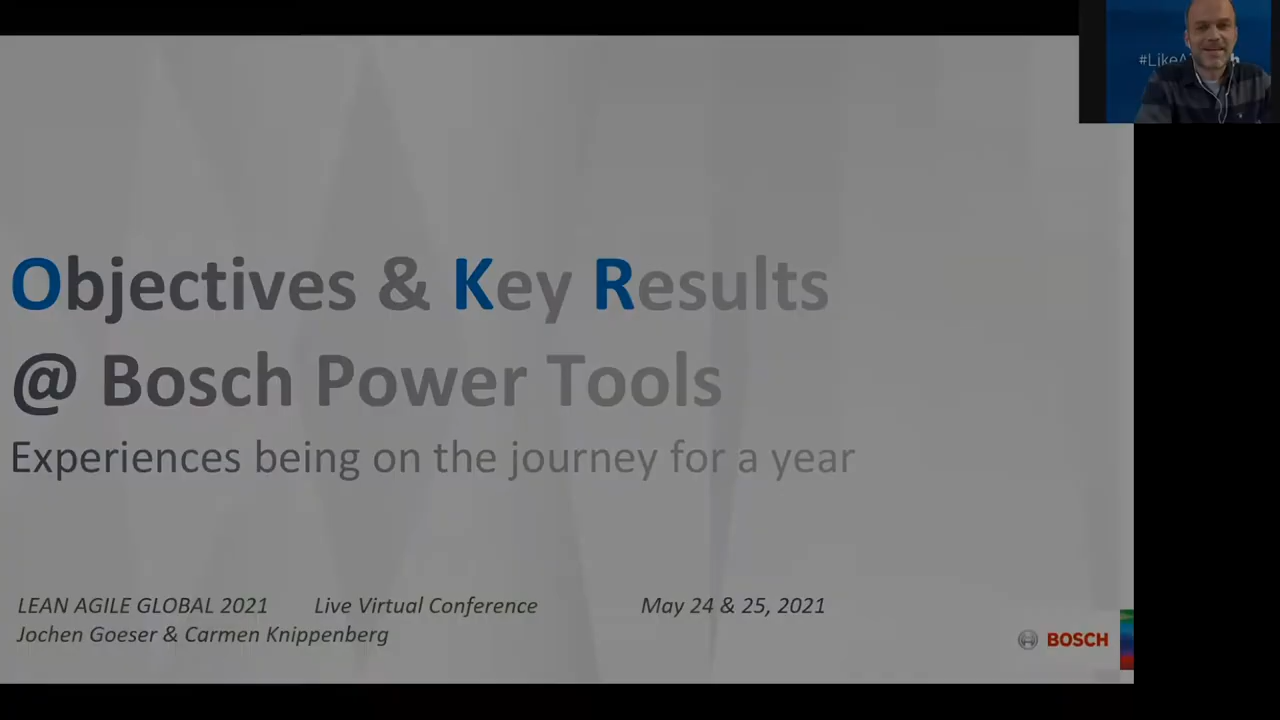 #LikeA
Objectives & Key Results
@ Bosch Power Tools
Experiences being on the journey for a year
LEAN AGILE GLOBAL 2021 Live Virtual Conference May 24 & 25, 2021
Jochen Goeser & Carmen Knippenberg
BOSCH